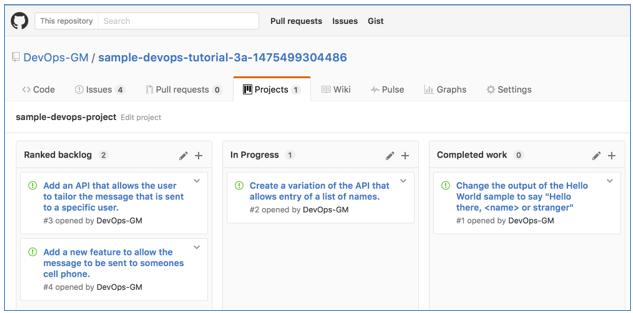 This repository Search Pull requests Issues Gist
DevOps-GM / sample-devops-tutorial-3a-1475499304486
Code Issues 4 Pull requests 0 Projects 1 Wiki Pulse Graphs Settings
sample-devops-project Edit project
Ranked backlog 2
Add an API that allows the user
to tailor the message that is sent
to a specific user.
#3 opened by DevOps-GM
Add a new feature to allow the
message to be sent to someones
cell phone.
#4 opened by DevOps-GM
In Progress 1
Create a variation of the API that
allows entry of a list of names.
#2 opened by DevOps-GM
Completed work 0
Change the output of the Hello
World sample to say "Hello
there, <name> or stranger"
#1 opened by DevOps-GM